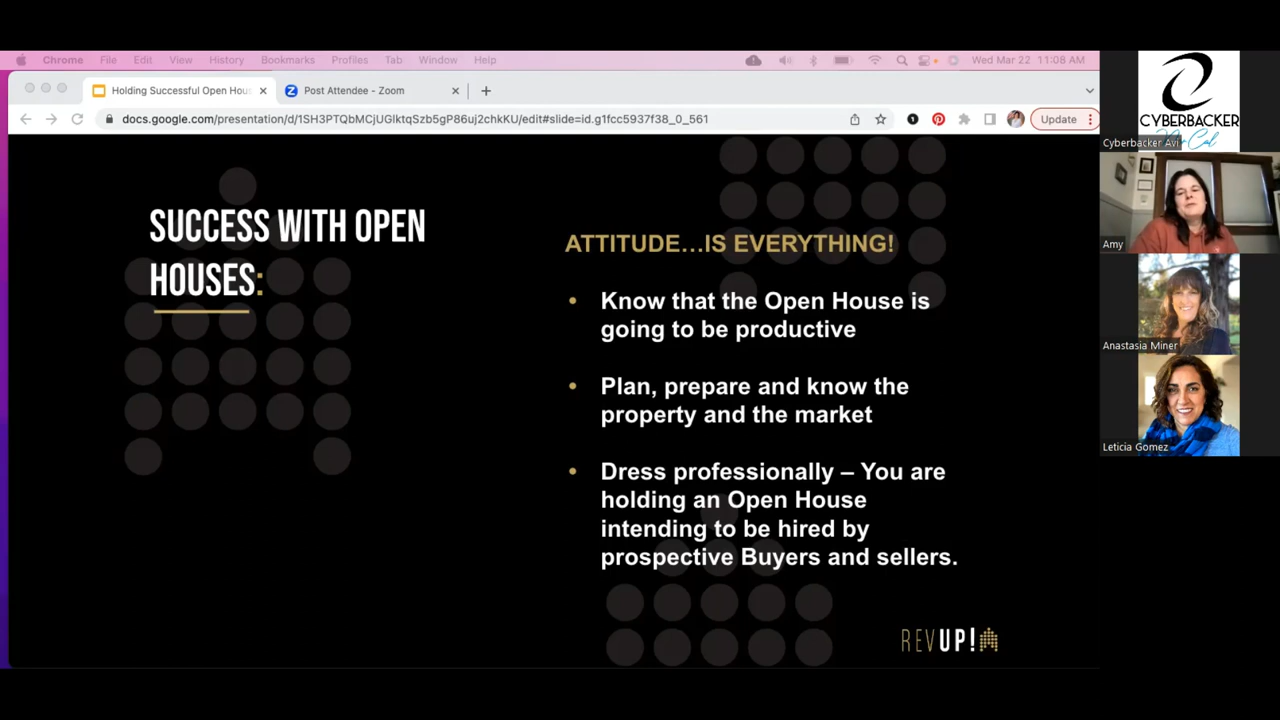 Chrome File Edit View History Bookmarks Profiles Tab Window Help Wed Mar 22 11:08 AM
Holding Successful Open Hou
Post Attendee - Zoom
docs.google.com/presentation/d/1SH3PTQbMCjUGlktqSzb5gP86uj2chkKU/edit#slide=id.g1fcc5937f38_0_561
Update
SUCCESS WITH OPEN
HOUSES:
ATTITUDE...IS EVERYTHING!
• Know that the Open House is
going to be productive
• Plan, prepare and know the
property and the market
• Dress professionally – You are
holding an Open House
intending to be hired by
prospective Buyers and sellers.
REVUP!
CYBERBACKER
Cyberbacker Avi
Amy
Anastasia Miner
Leticia Gomez